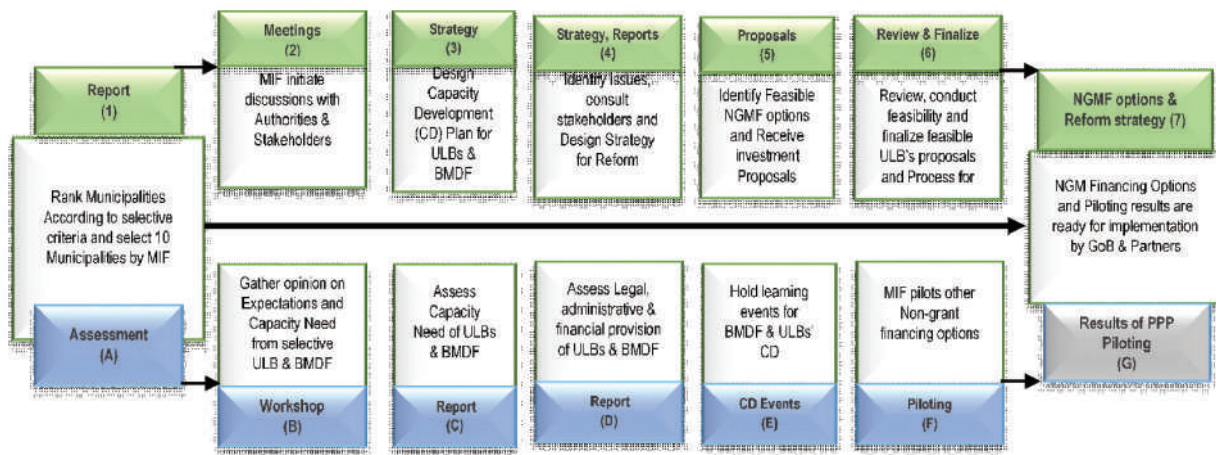 Report
(1)
Rank Municipalities
According to selective
criteria and select 10
Municipalities by MIF
Assessment
(A)
Meetings
(2)
MIF initiate
discussions with
Authorities &
Stakeholders
Strategy
(3)
Design
Capacity
Development
(CD) Plan for
ULBs &
BMDF
Strategy, Reports
(4)
Identify Issues,
consult
stakeholders and
Design Strategy
for Reform
Proposals
(5)
Identify Feasible
NGMF options
and Receive
investment
Proposals
Review & Finalize
(6)
Review, conduct
feasibility and
finalize feasible
ULB's proposals
and Process for
NGMF options &
Reform strategy (7)
NGM Financing Options
and Piloting results are
ready for implementation
by GoB & Partners
Results of PPP
Piloting
(G)
Gather opinion on
Expectations and
Capacity Need
from selective
ULB & BMDF
Workshop
(B)
Assess
Capacity
Need of ULBs
& BMDF
Report
(C)
Assess Legal,
administrative &
financial provision
of ULBs & BMDF
Report
(D)
Hold learning
events for
BMDF & ULBs'
CD
CD Events
(E)
MIF pilots other
Non-grant
financing options
Piloting
(F)